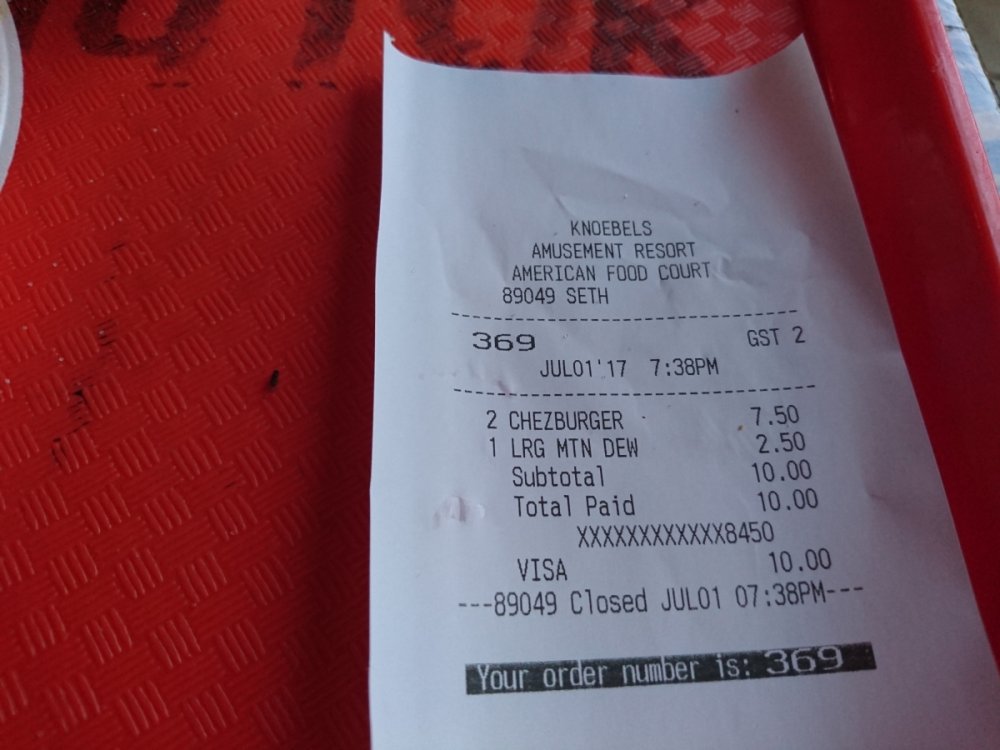 KNOEBELS
AMUSEMENT RESORT
AMERICAN FOOD COURT
89049 SETH
369 GST 2
JUL01'17 7:38PM
2 CHEZBURGER 7.50
1 LRG MTN DEW 2.50
Subtotal 10.00
Total Paid 10.00
XXXXXXXXXXXX8450
VISA 10.00
---89049 Closed JUL01 07:38PM---
Your order number is: 369